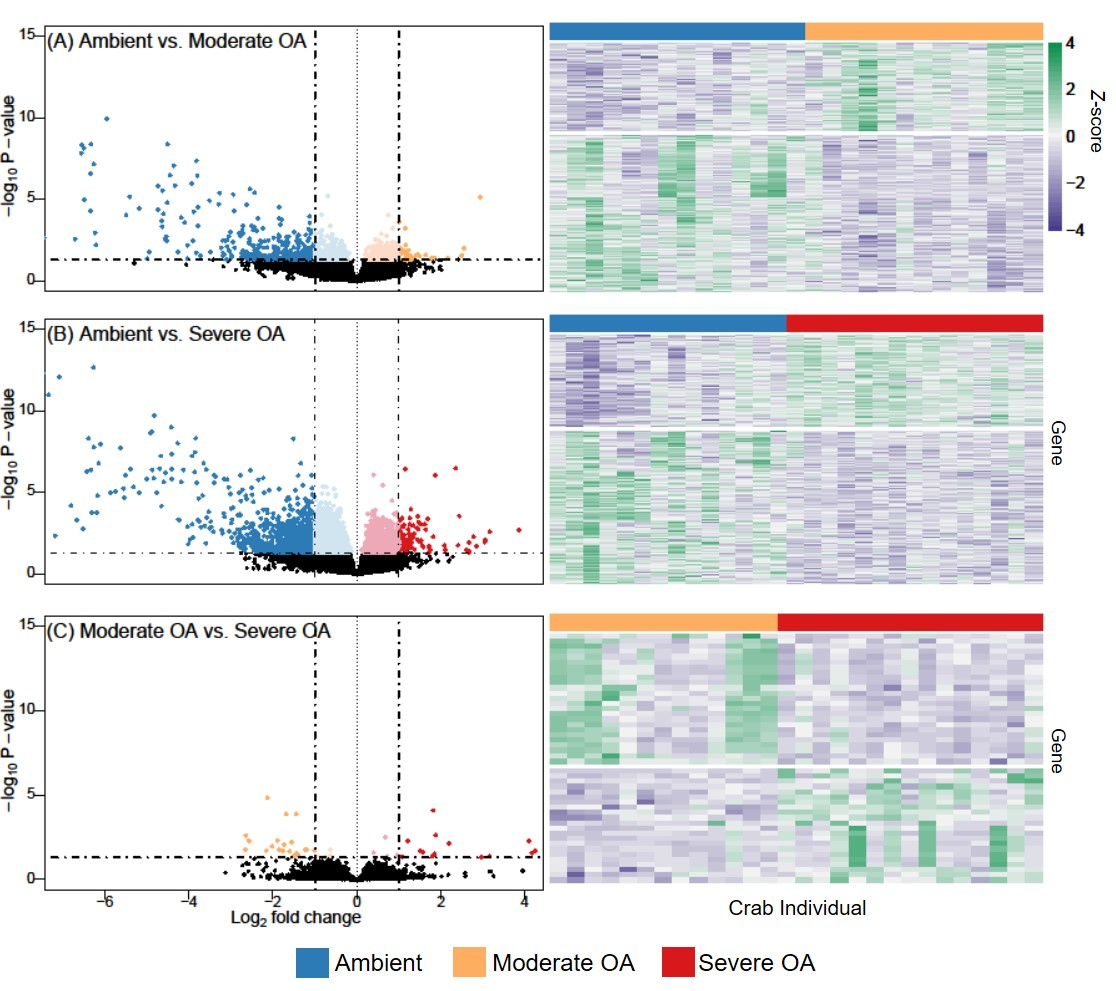 (A) Ambient vs. Moderate OA
15
10
5
0
−log10 P−value
4
2
0
−2
−4
Z-score
(B) Ambient vs. Severe OA
15
10
5
0
−log10 P−value
Gene
(C) Moderate OA vs. Severe OA
15
10
5
0
−log10 P−value
Gene
−6 −4 −2 0 2 4
Log2 fold change
Crab Individual
Ambient Moderate OA Severe OA